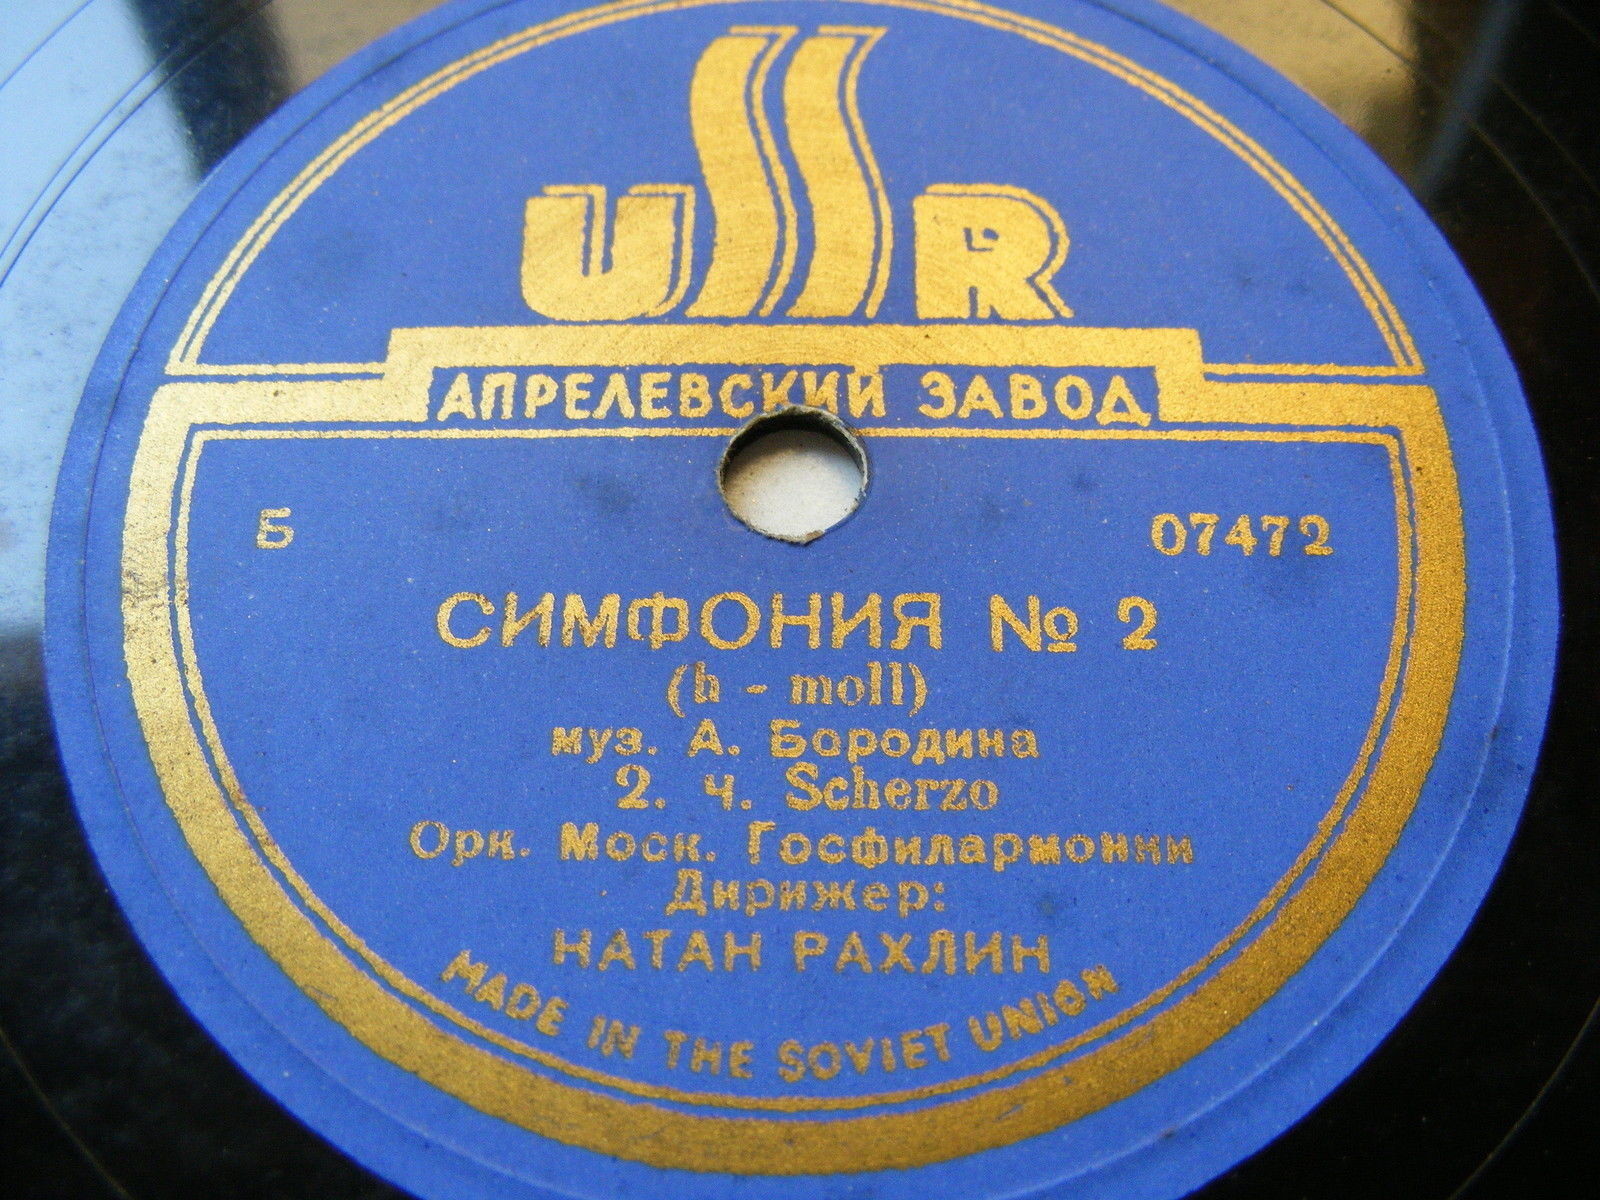 USSR
АПРЕЛЕВСКИЙ ЗАВОД
Б 07472
СИМФОНИЯ № 2
(h - moll)
муз. А. Бородина
2. ч. Scherzo
Орк. Моск. Госфилармонии
Дирижер:
НАТАН РАХЛИН
MADE IN THE SOVIET UNION